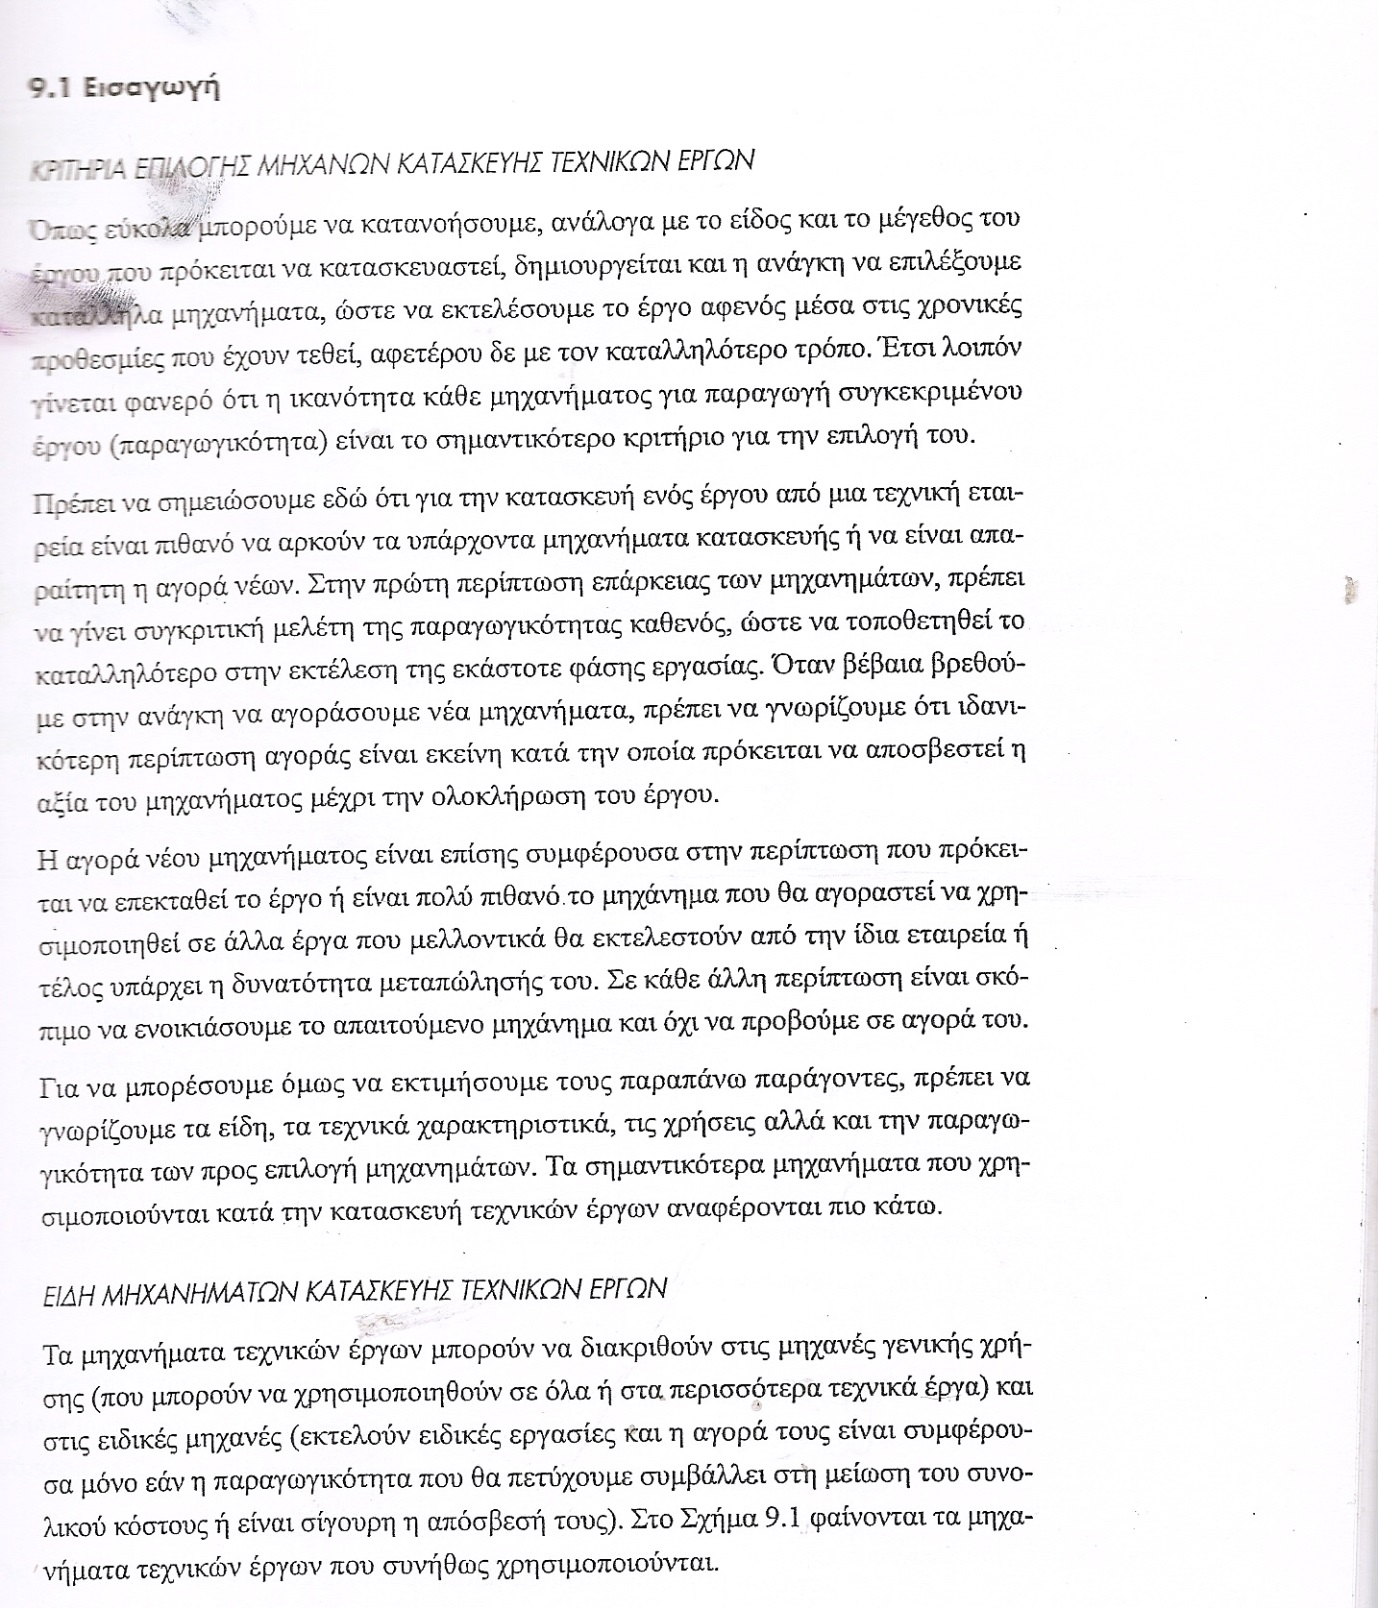 9.1 Εισαγωγή
ΚΡΙΤΗΡΙΑ ΕΠΙΛΟΓΗΣ ΜΗΧΑΝΩΝ ΚΑΤΑΣΚΕΥΗΣ ΤΕΧΝΙΚΩΝ ΕΡΓΩΝ
Όπως εύκολα μπορούμε να κατανοήσουμε, ανάλογα με το είδος και το μέγεθος του
έργου που πρόκειται να κατασκευαστεί, δημιουργείται και η ανάγκη να επιλέξουμε
κατάλληλα μηχανήματα, ώστε να εκτελέσουμε το έργο αφενός μέσα στις χρονικές
προθεσμίες που έχουν τεθεί, αφετέρου δε με τον καταλληλότερο τρόπο. Έτσι λοιπόν
γίνεται φανερό ότι η ικανότητα κάθε μηχανήματος για παραγωγή συγκεκριμένου
έργου (παραγωγικότητα) είναι το σημαντικότερο κριτήριο για την επιλογή του.
Πρέπει να σημειώσουμε εδώ ότι για την κατασκευή ενός έργου από μια τεχνική εται-
ρεία είναι πιθανό να αρκούν τα υπάρχοντα μηχανήματα κατασκευής ή να είναι απα-
ραίτητη η αγορά νέων. Στην πρώτη περίπτωση επάρκειας των μηχανημάτων, πρέπει
να γίνει συγκριτική μελέτη της παραγωγικότητας καθενός, ώστε να τοποθετηθεί το
καταλληλότερο στην εκτέλεση της εκάστοτε φάσης εργασίας. Όταν βέβαια βρεθού-
με στην ανάγκη να αγοράσουμε νέα μηχανήματα, πρέπει να γνωρίζουμε ότι ιδανι-
κότερη περίπτωση αγοράς είναι εκείνη κατά την οποία πρόκειται να αποσβεστεί η
αξία του μηχανήματος μέχρι την ολοκλήρωση του έργου.
Η αγορά νέου μηχανήματος είναι επίσης συμφέρουσα στην περίπτωση που πρόκει-
ται να επεκταθεί το έργο ή είναι πολύ πιθανό το μηχάνημα που θα αγοραστεί να χρη-
σιμοποιηθεί σε άλλα έργα που μελλοντικά θα εκτελεστούν από την ίδια εταιρεία ή
τέλος υπάρχει η δυνατότητα μεταπώλησής του. Σε κάθε άλλη περίπτωση είναι σκό-
πιμο να ενοικιάσουμε το απαιτούμενο μηχάνημα και όχι να προβούμε σε αγορά του.
Για να μπορέσουμε όμως να εκτιμήσουμε τους παραπάνω παράγοντες, πρέπει να
γνωρίζουμε τα είδη, τα τεχνικά χαρακτηριστικά, τις χρήσεις αλλά και την παραγω-
γικότητα των προς επιλογή μηχανημάτων. Τα σημαντικότερα μηχανήματα που χρη-
σιμοποιούνται κατά την κατασκευή τεχνικών έργων αναφέρονται πιο κάτω.
ΕΙΔΗ ΜΗΧΑΝΗΜΑΤΩΝ ΚΑΤΑΣΚΕΥΗΣ ΤΕΧΝΙΚΩΝ ΕΡΓΩΝ
Τα μηχανήματα τεχνικών έργων μπορούν να διακριθούν στις μηχανές γενικής χρή-
σης (που μπορούν να χρησιμοποιηθούν σε όλα ή στα περισσότερα τεχνικά έργα) και
στις ειδικές μηχανές (εκτελούν ειδικές εργασίες και η αγορά τους είναι συμφέρου-
σα μόνο εάν η παραγωγικότητα που θα πετύχουμε συμβάλλει στη μείωση του συνο-
λικού κόστους ή είναι σίγουρη η απόσβεσή τους). Στο Σχήμα 9.1 φαίνονται τα μηχα-
νήματα τεχνικών έργων που συνήθως χρησιμοποιούνται.